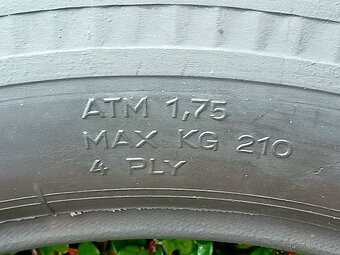 ATM 1,75
MAX KG 210
4 PLY